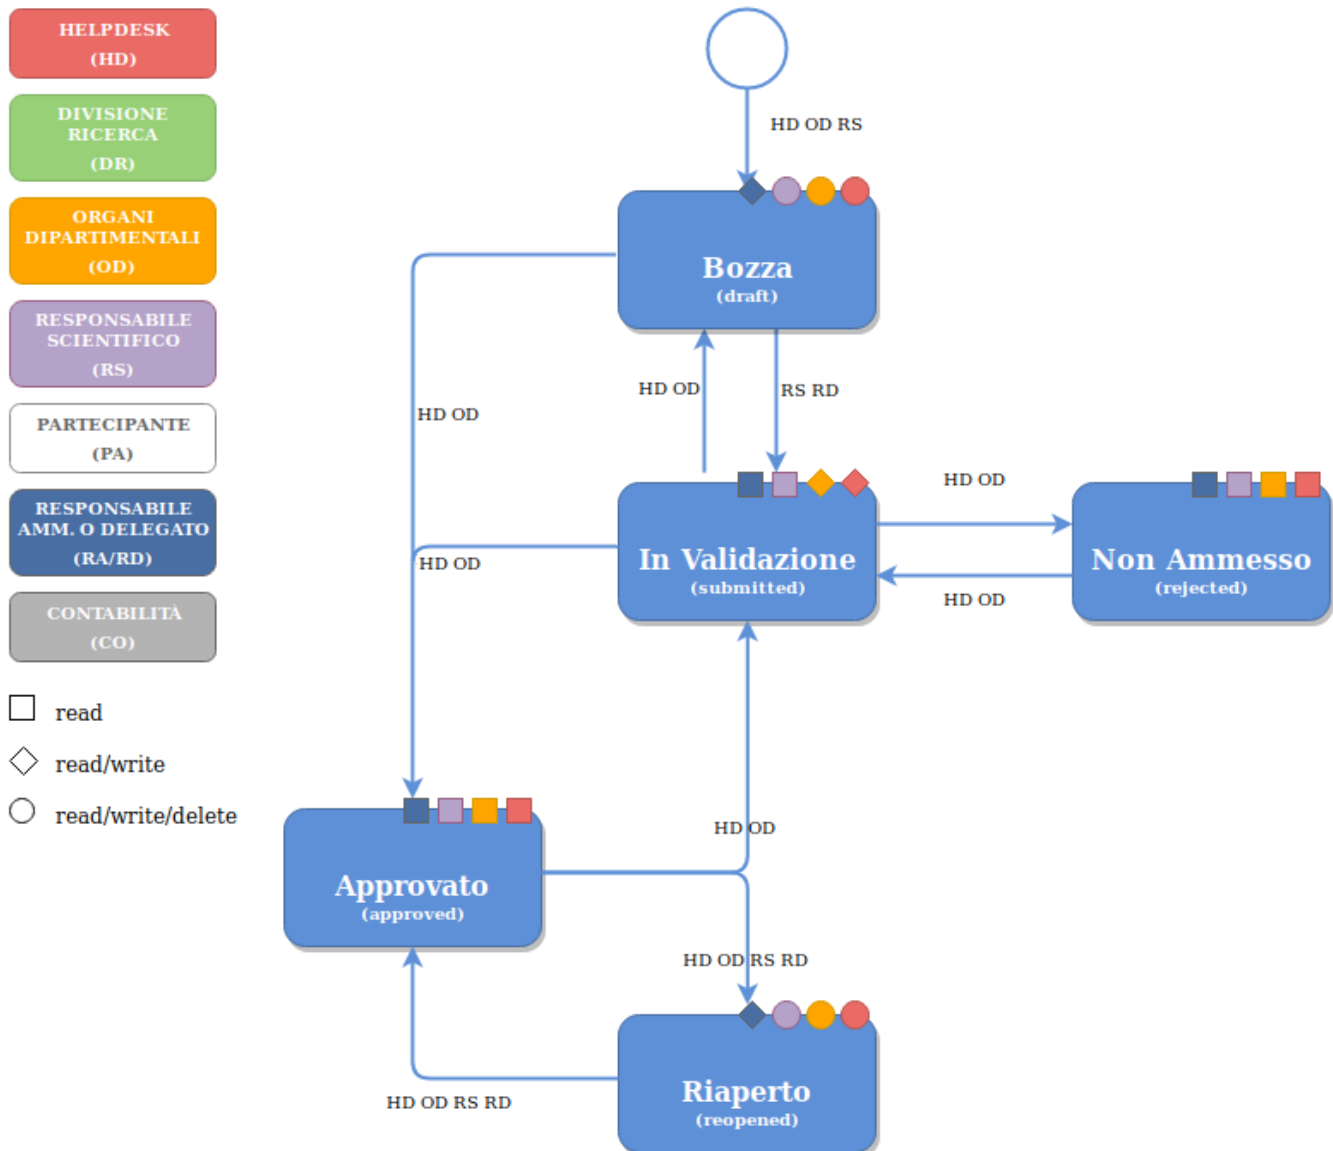 HELPDESK
(HD)
DIVISIONE
RICERCA
(DR)
ORGANI
DIPARTIMENTALI
(OD)
RESPONSABILE
SCIENTIFICO
(RS)
PARTECIPANTE
(PA)
RESPONSABILE
AMM. O DELEGATO
(RA/RD)
CONTABILITÀ
(CO)
read
read/write
read/write/delete
HD OD RS
Bozza
(draft)
HD OD
HD OD
RS RD
HD OD
In Validazione
(submitted)
HD OD
HD OD
Non Ammesso
(rejected)
HD OD
Approvato
(approved)
HD OD RS RD
Riaperto
(reopened)
HD OD RS RD